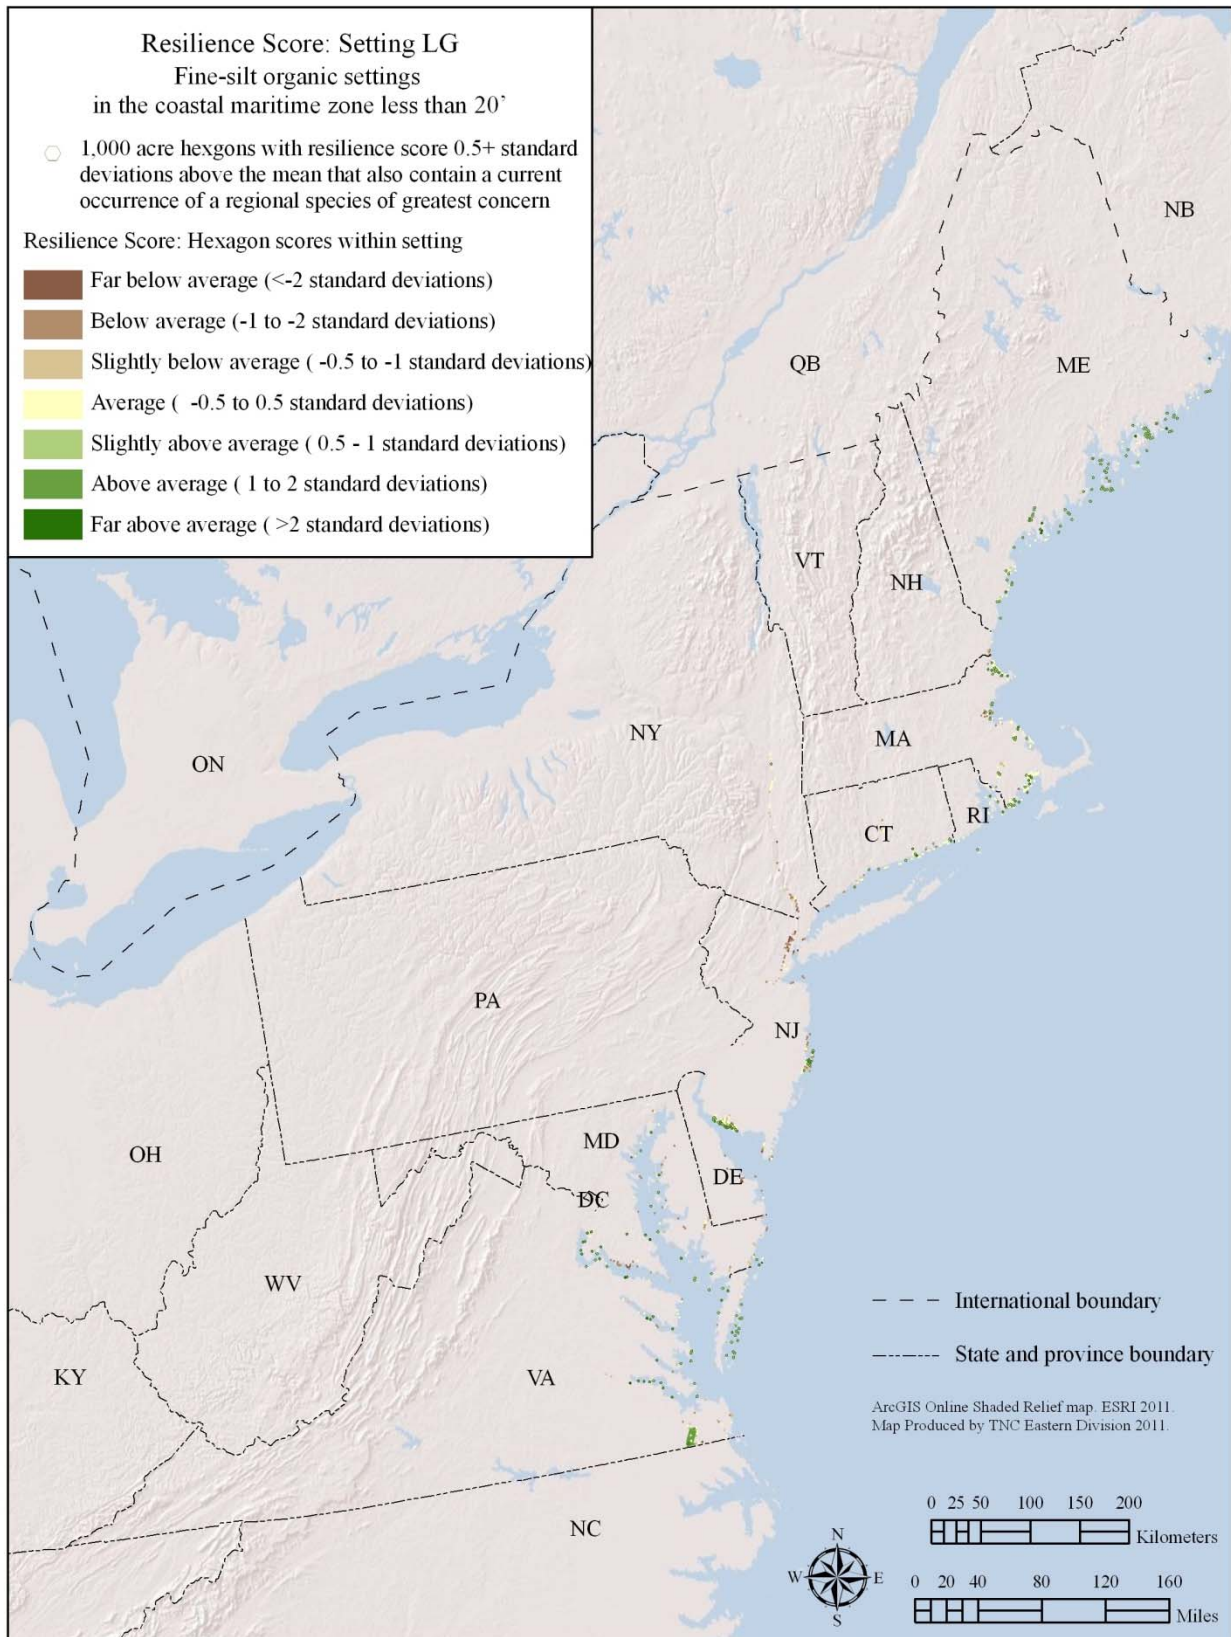 Resilience Score: Setting LG
Fine-silt organic settings
in the coastal maritime zone less than 20'
1,000 acre hexgons with resilience score 0.5+ standard
deviations above the mean that also contain a current
occurrence of a regional species of greatest concern
Resilience Score: Hexagon scores within setting
Far below average (<-2 standard deviations)
Below average (-1 to -2 standard deviations)
Slightly below average ( -0.5 to -1 standard deviations)
Average ( -0.5 to 0.5 standard deviations)
Slightly above average ( 0.5 - 1 standard deviations)
Above average ( 1 to 2 standard deviations)
Far above average ( >2 standard deviations)
NB
QB
ME
VT
NH
NY
MA
ON
CT
RI
PA
NJ
OH
MD
DE
DC
WV
KY
VA
NC
International boundary
State and province boundary
ArcGIS Online Shaded Relief map. ESRI 2011.
Map Produced by TNC Eastern Division 2011.
0 25 50 100 150 200
Kilometers
N
W E
S
0 20 40 80 120 160
Miles